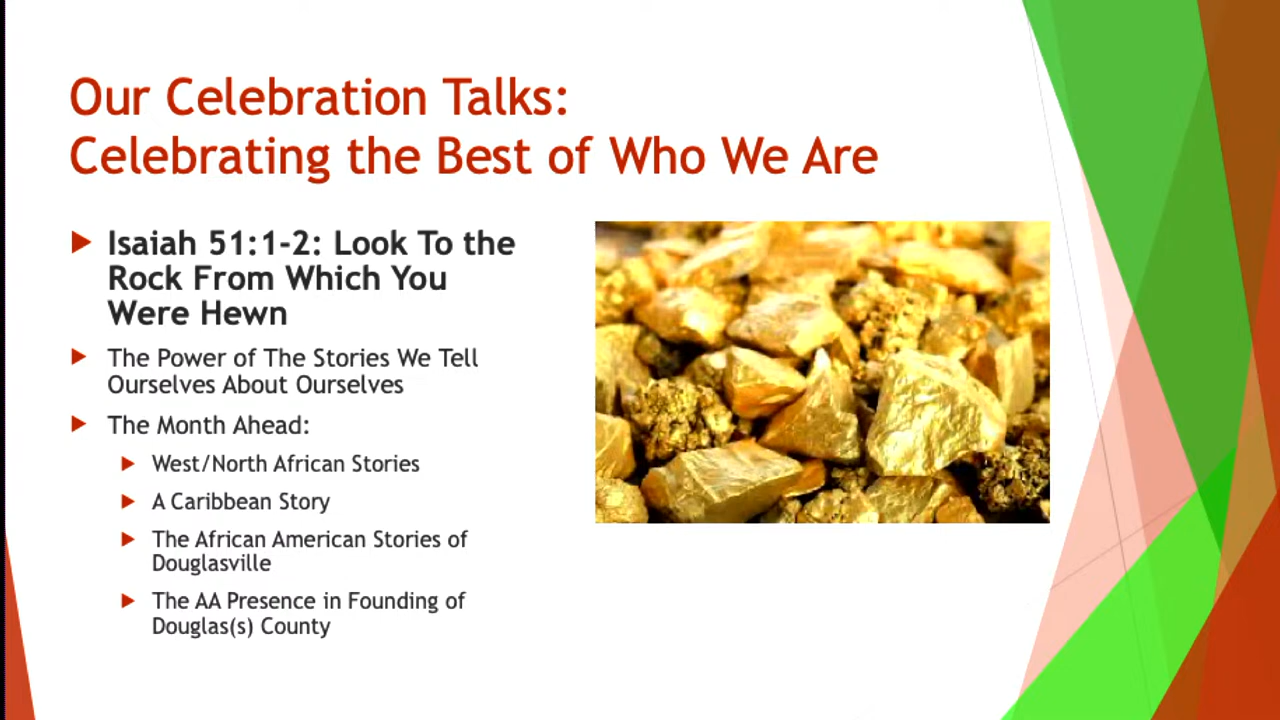 Our Celebration Talks:
Celebrating the Best of Who We Are
Isaiah 51:1-2: Look To the
Rock From Which You
Were Hewn
The Power of The Stories We Tell
Ourselves About Ourselves
The Month Ahead:
West/North African Stories
A Caribbean Story
The African American Stories of
Douglasville
The AA Presence in Founding of
Douglas(s) County